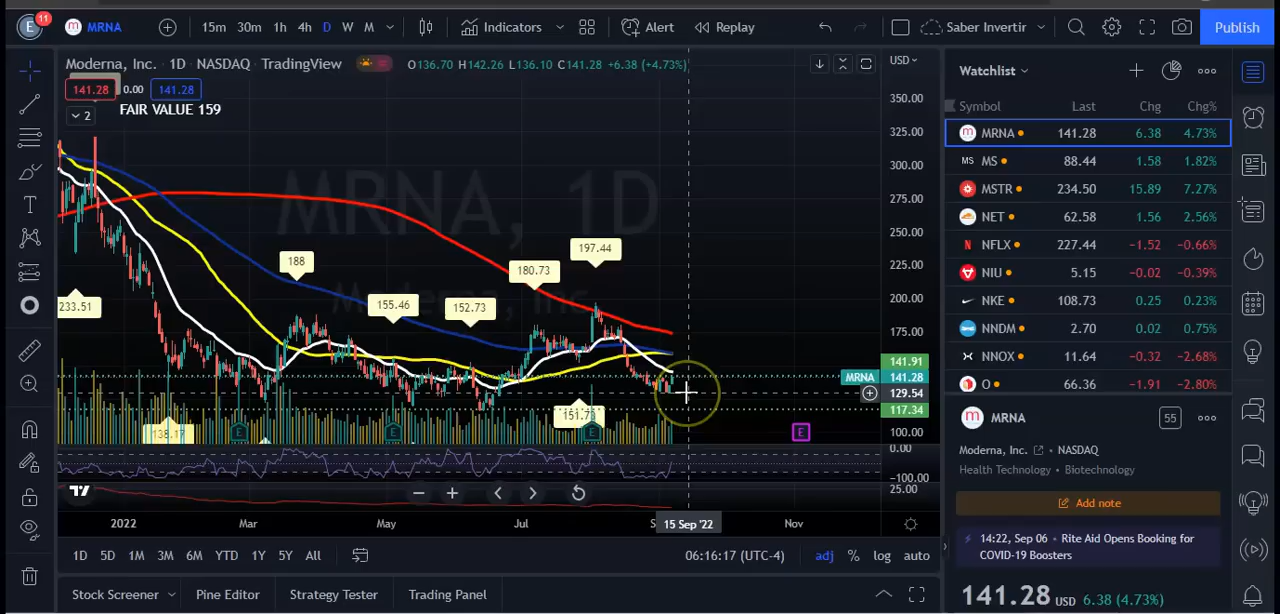 E
11
MRNA
15m 30m 1h 4h D W M
Indicators
Alert
Replay
Saber Invertir
Publish
Moderna, Inc. · 1D · NASDAQ · TradingView
O136.70 H142.26 L136.10 C141.28 +6.38 (+4.73%)
USD
141.28 0.00 141.28
2
FAIR VALUE 159
MRNA, 1D
Moderna, Inc.
233.51
138.17
188
155.46
152.73
180.73
197.44
E
E
E
E
350.00
325.00
300.00
275.00
250.00
225.00
200.00
175.00
141.91
MRNA 141.28
129.54
117.34
100.00
0.00
−100.00
25.00
2022 Mar May Jul 15 Sep '22 Nov
1D 5D 1M 3M 6M YTD 1Y 5Y All
06:16:17 (UTC-4)
adj % log auto
Stock Screener Pine Editor Strategy Tester Trading Panel
Watchlist
Symbol Last Chg Chg%
MRNA 141.28 6.38 4.73%
MS MS 88.44 1.58 1.82%
MSTR 234.50 15.89 7.27%
NET 62.58 1.56 2.56%
NFLX 227.44 −1.52 −0.66%
NIU 5.15 −0.02 −0.39%
NKE 108.73 0.25 0.23%
NNDM 2.70 0.02 0.75%
NNOX 11.64 −0.32 −2.68%
O 66.36 −1.91 −2.80%
MRNA
55
Moderna, Inc. · NASDAQ
Health Technology · Biotechnology
Add note
14:22, Sep 06 · Rite Aid Opens Booking for
COVID-19 Boosters
141.28 USD 6.38 (4.73%)